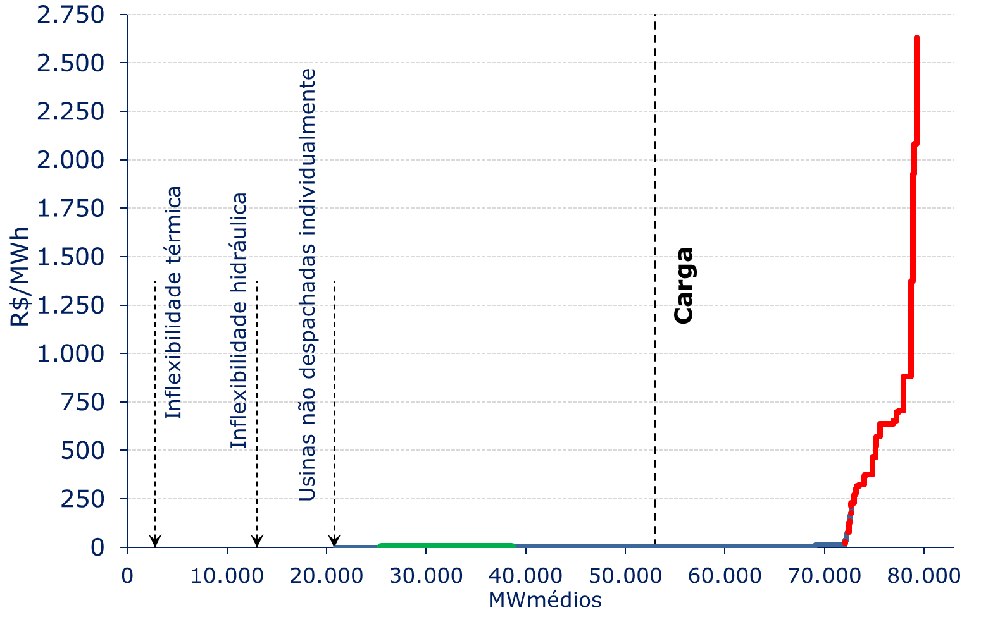 2.750
2.500
2.250
2.000
1.750
1.500
1.250
1.000
750
500
250
0
R$/MWh
Inflexibilidade térmica
Inflexibilidade hidráulica
Usinas não despachadas individualmente
Carga
0 10.000 20.000 30.000 40.000 50.000 60.000 70.000 80.000
MWmédios